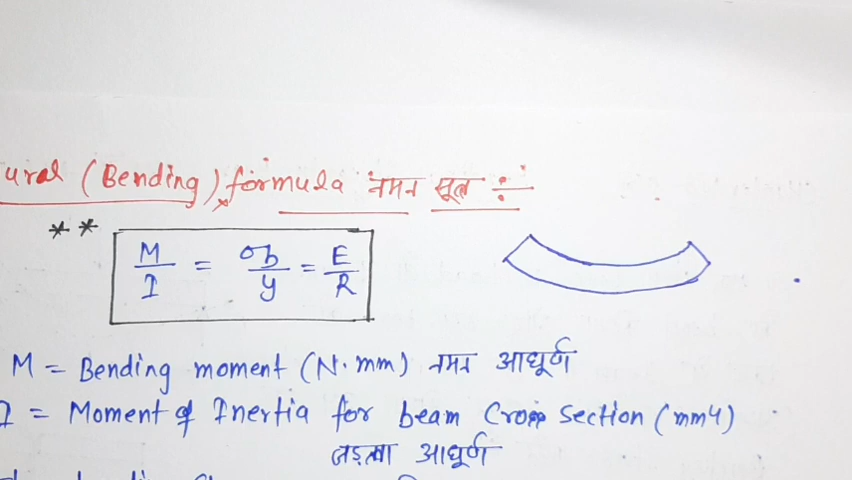 ural (Bending) formula नमन सूत्र ÷
** M/I = σb/y = E/R
M = Bending moment (N.mm) नमन आघूर्ण
I = Moment of Inertia for beam Cross Section (mm4)
जड़त्व आघूर्ण